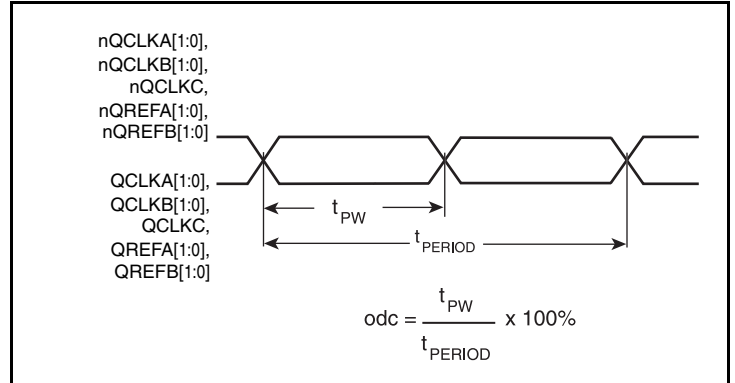 nQCLKA[1:0],
nQCLKB[1:0],
nQCLKC,
nQREFA[1:0],
nQREFB[1:0]
QCLKA[1:0],
QCLKB[1:0],
QCLKC,
QREFA[1:0],
QREFB[1:0]
tPW
tPERIOD
odc = tPW / tPERIOD x 100%